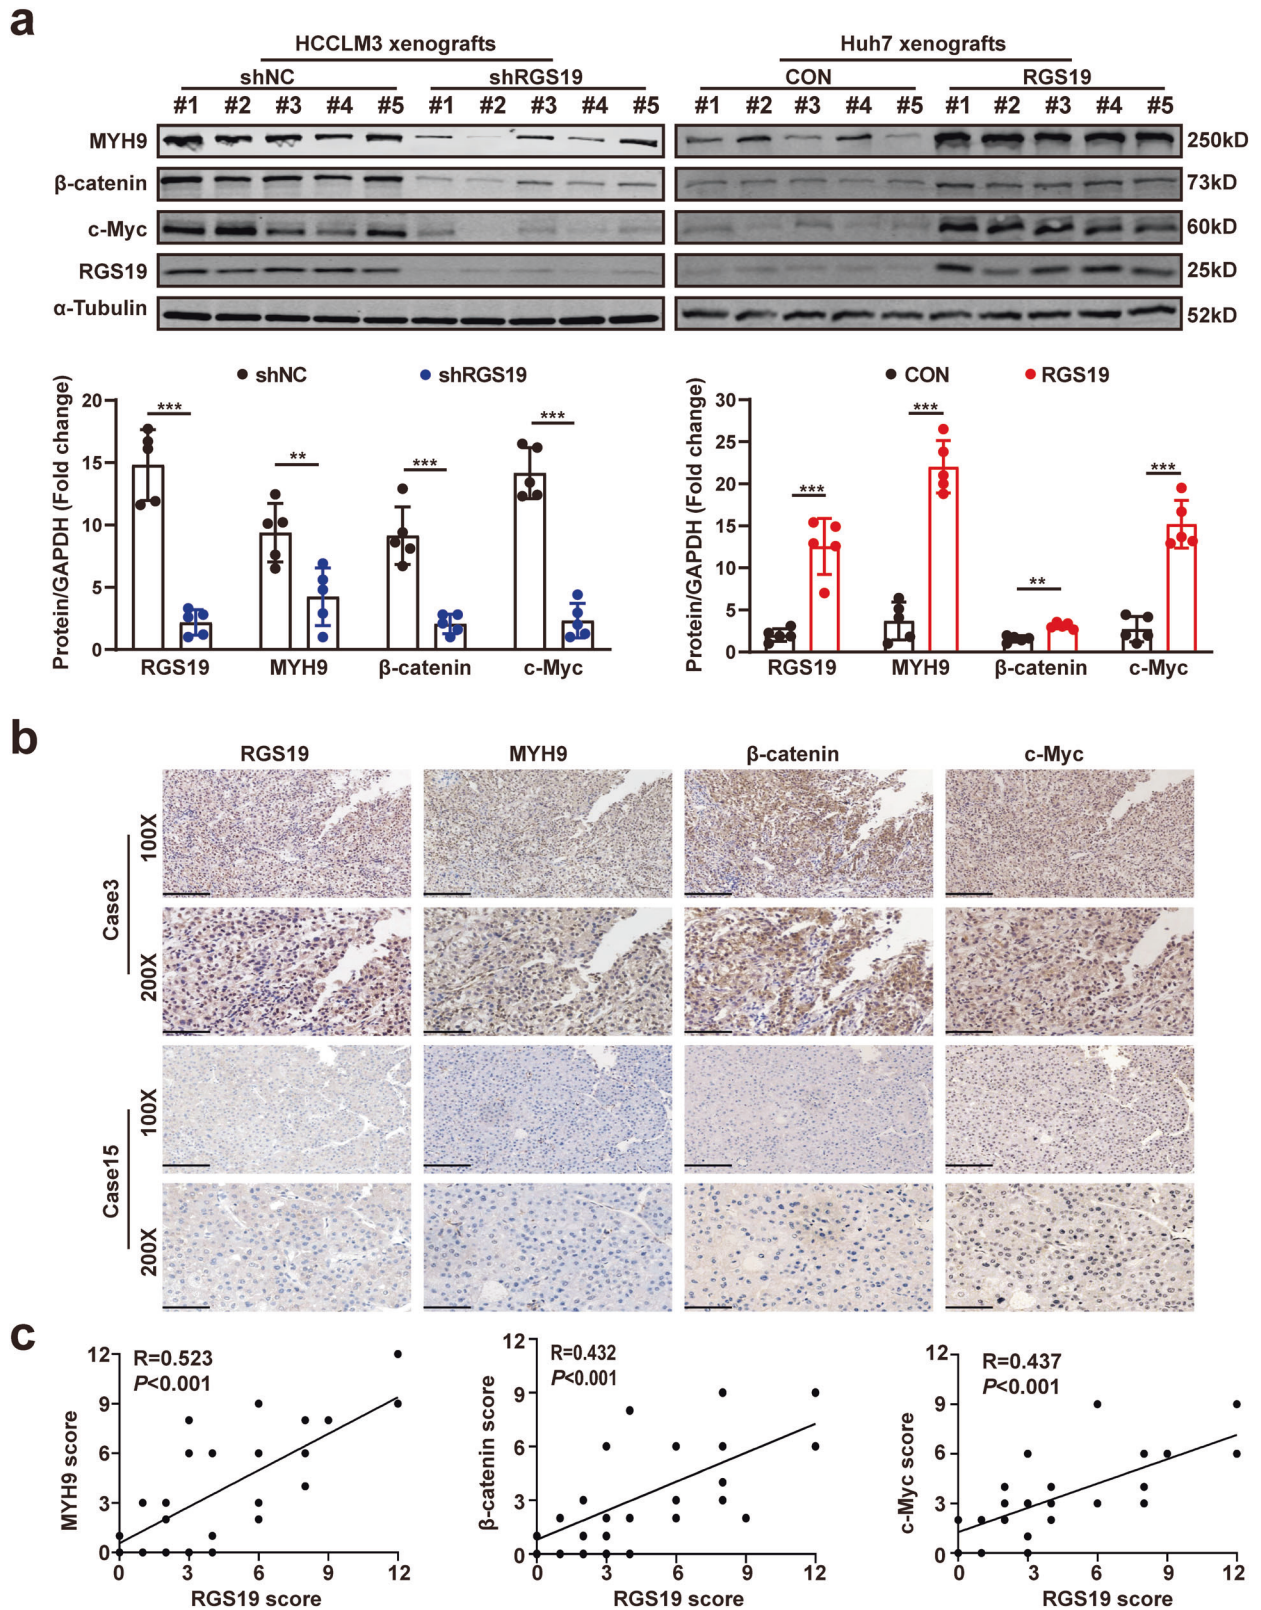 a
HCCLM3 xenografts Huh7 xenografts
shNC shRGS19 CON RGS19
#1 #2 #3 #4 #5 #1 #2 #3 #4 #5 #1 #2 #3 #4 #5 #1 #2 #3 #4 #5
MYH9 250kD
β-catenin 73kD
c-Myc 60kD
RGS19 25kD
α-Tubulin 52kD
shNC shRGS19
Protein/GAPDH (Fold change)
20
15
10
5
0
*** ** *** ***
RGS19 MYH9 β-catenin c-Myc
CON RGS19
Protein/GAPDH (Fold change)
30
25
20
15
10
5
0
*** *** ** ***
RGS19 MYH9 β-catenin c-Myc
b
RGS19 MYH9 β-catenin c-Myc
Case3
100X
200X
Case15
100X
200X
c
R=0.523
P<0.001
MYH9 score
12
9
6
3
0
0 3 6 9 12
RGS19 score
R=0.432
P<0.001
β-catenin score
12
9
6
3
0
0 3 6 9 12
RGS19 score
R=0.437
P<0.001
c-Myc score
12
9
6
3
0
0 3 6 9 12
RGS19 score